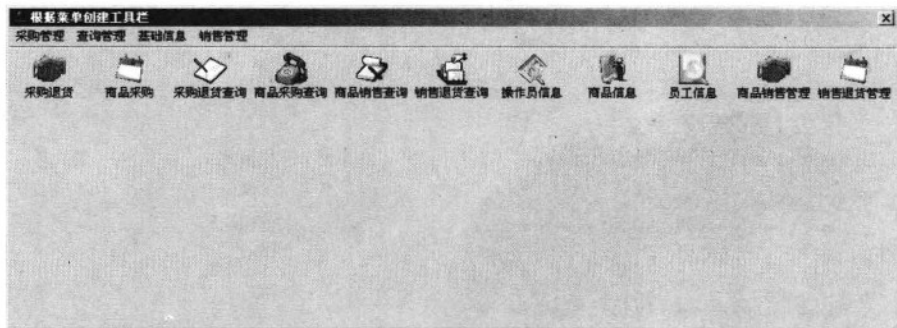 根据菜单创建工具栏
采购管理 查询管理 基础信息 销售管理
采购退货 商品采购 采购退货查询 商品采购查询 商品销售查询 销售退货查询 操作员信息 商品信息 员工信息 商品销售管理 销售退货管理